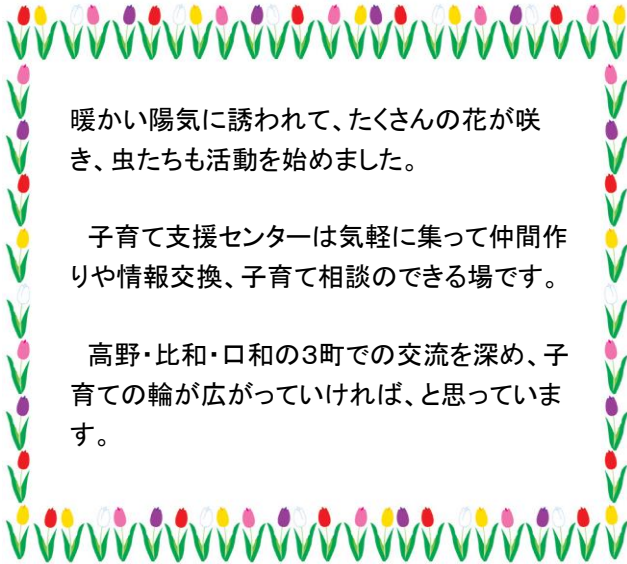 暖かい陽気に誘われて、たくさんの花が咲
き、虫たちも活動を始めました。
子育て支援センターは気軽に集って仲間作
りや情報交換、子育て相談のできる場です。
高野・比和・口和の3町での交流を深め、子
育ての輪が広がっていければ、と思っていま
す。